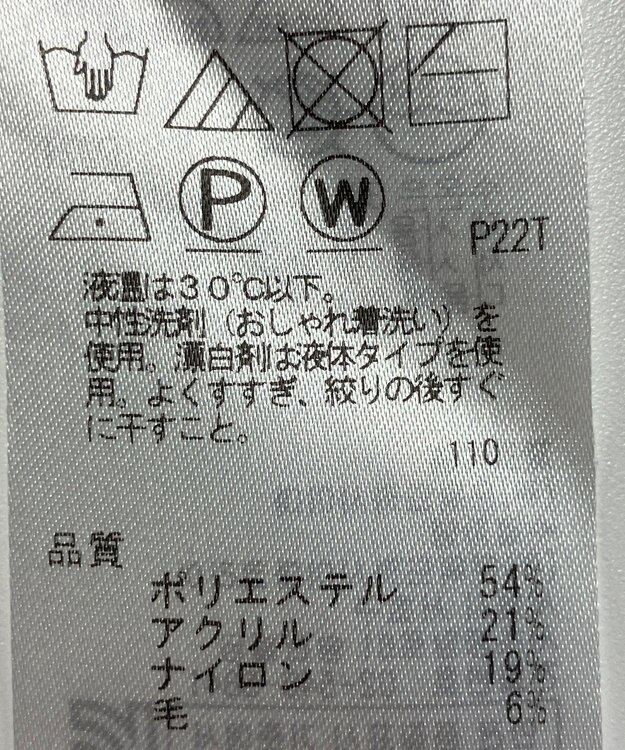 P
W
P22T
液温は30℃以下。
中性洗剤（おしゃれ着洗い）を
使用。漂白剤は液体タイプを使
用。よくすすぎ、絞りの後すぐ
に干すこと。
110
品質
ポリエステル 54%
アクリル 21%
ナイロン 19%
毛 6%